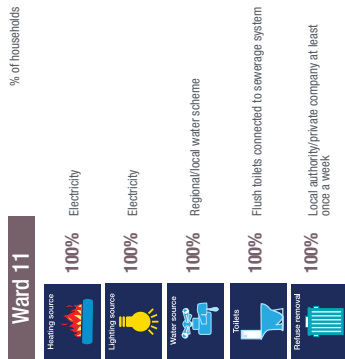 Ward 11
% of households
Heating source
100% Electricity
Lighting source
100% Electricity
Water source
100% Regional/local water scheme
Toilets
100% Flush toilets connected to sewerage system
Refuse removal
100% Local authority/private company at least
once a week